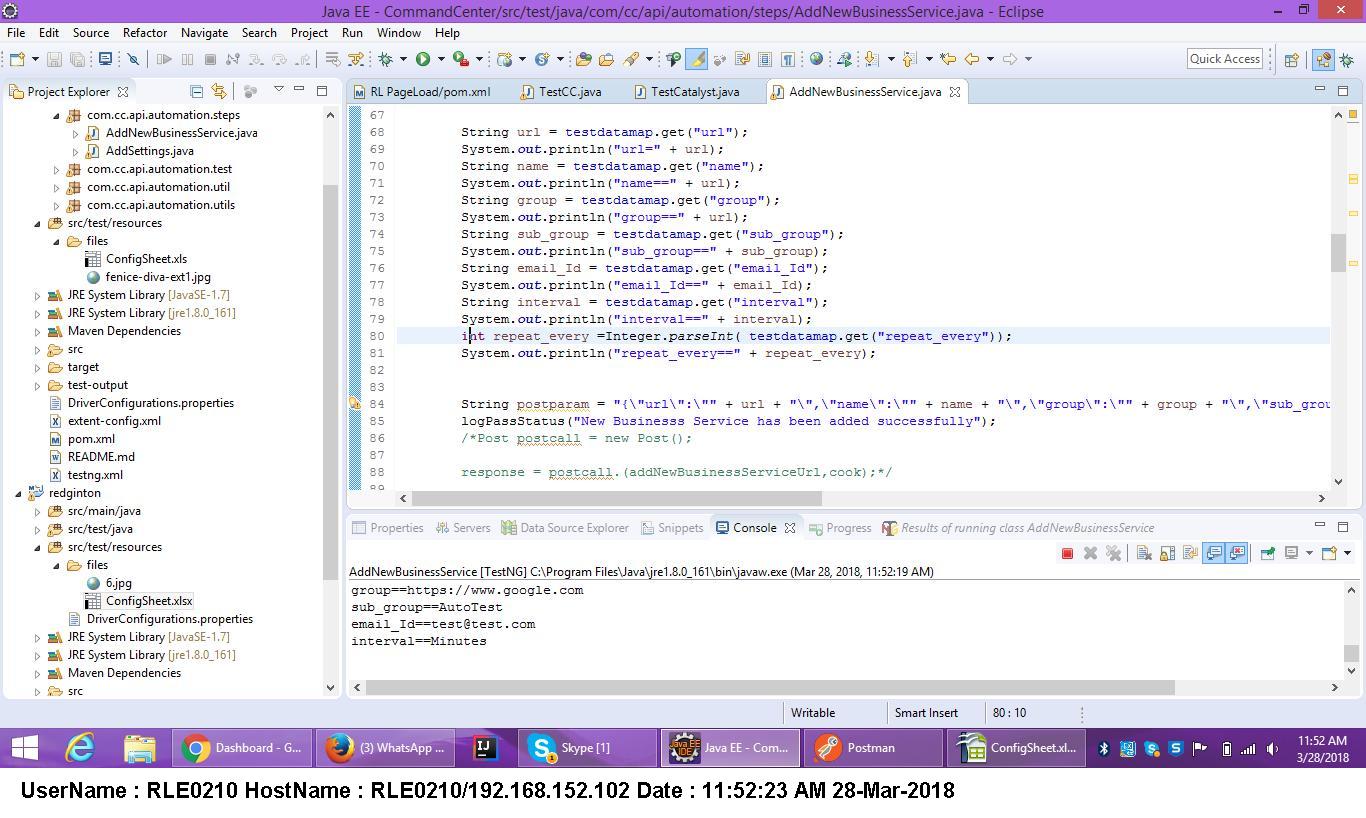 Java EE - CommandCenter/src/test/java/com/cc/api/automation/steps/AddNewBusinessService.java - Eclipse
File Edit Source Refactor Navigate Search Project Run Window Help
Quick Access
Project Explorer
com.cc.api.automation.steps
AddNewBusinessService.java
AddSettings.java
com.cc.api.automation.test
com.cc.api.automation.util
com.cc.api.automation.utils
src/test/resources
files
ConfigSheet.xls
fenice-diva-ext1.jpg
JRE System Library [JavaSE-1.7]
JRE System Library [jre1.8.0_161]
Maven Dependencies
src
target
test-output
DriverConfigurations.properties
extent-config.xml
pom.xml
README.md
testng.xml
redginton
src/main/java
src/test/java
src/test/resources
files
6.jpg
ConfigSheet.xlsx
DriverConfigurations.properties
JRE System Library [JavaSE-1.7]
JRE System Library [jre1.8.0_161]
Maven Dependencies
src
RL PageLoad/pom.xml TestCC.java TestCatalyst.java AddNewBusinessService.java
67
68 String url = testdatamap.get("url");
69 System.out.println("url=" + url);
70 String name = testdatamap.get("name");
71 System.out.println("name==" + url);
72 String group = testdatamap.get("group");
73 System.out.println("group==" + url);
74 String sub_group = testdatamap.get("sub_group");
75 System.out.println("sub_group==" + sub_group);
76 String email_Id = testdatamap.get("email_Id");
77 System.out.println("email_Id==" + email_Id);
78 String interval = testdatamap.get("interval");
79 System.out.println("interval==" + interval);
80 int repeat_every =Integer.parseInt( testdatamap.get("repeat_every"));
81 System.out.println("repeat_every==" + repeat_every);
82
83
84 String postparam = "{\"url\":\"" + url + "\",\"name\":\"" + name + "\",\"group\":\"" + group + "\",\"sub_grou
85 logPassStatus("New Businesss Service has been added successfully");
86 /*Post postcall = new Post();
87
88 response = postcall.(addNewBusinessServiceUrl,cook);*/
89
Properties Servers Data Source Explorer Snippets Console Progress Results of running class AddNewBusinessService
AddNewBusinessService [TestNG] C:\Program Files\Java\jre1.8.0_161\bin\javaw.exe (Mar 28, 2018, 11:52:19 AM)
group==https://www.google.com
sub_group==AutoTest
email_Id==test@test.com
interval==Minutes
Writable Smart Insert 80 : 10
Dashboard - G... (3) WhatsApp ... IJ Skype [1] Java EE - Com... Postman ConfigSheet.xl... 11:52 AM
3/28/2018
UserName : RLE0210 HostName : RLE0210/192.168.152.102 Date : 11:52:23 AM 28-Mar-2018